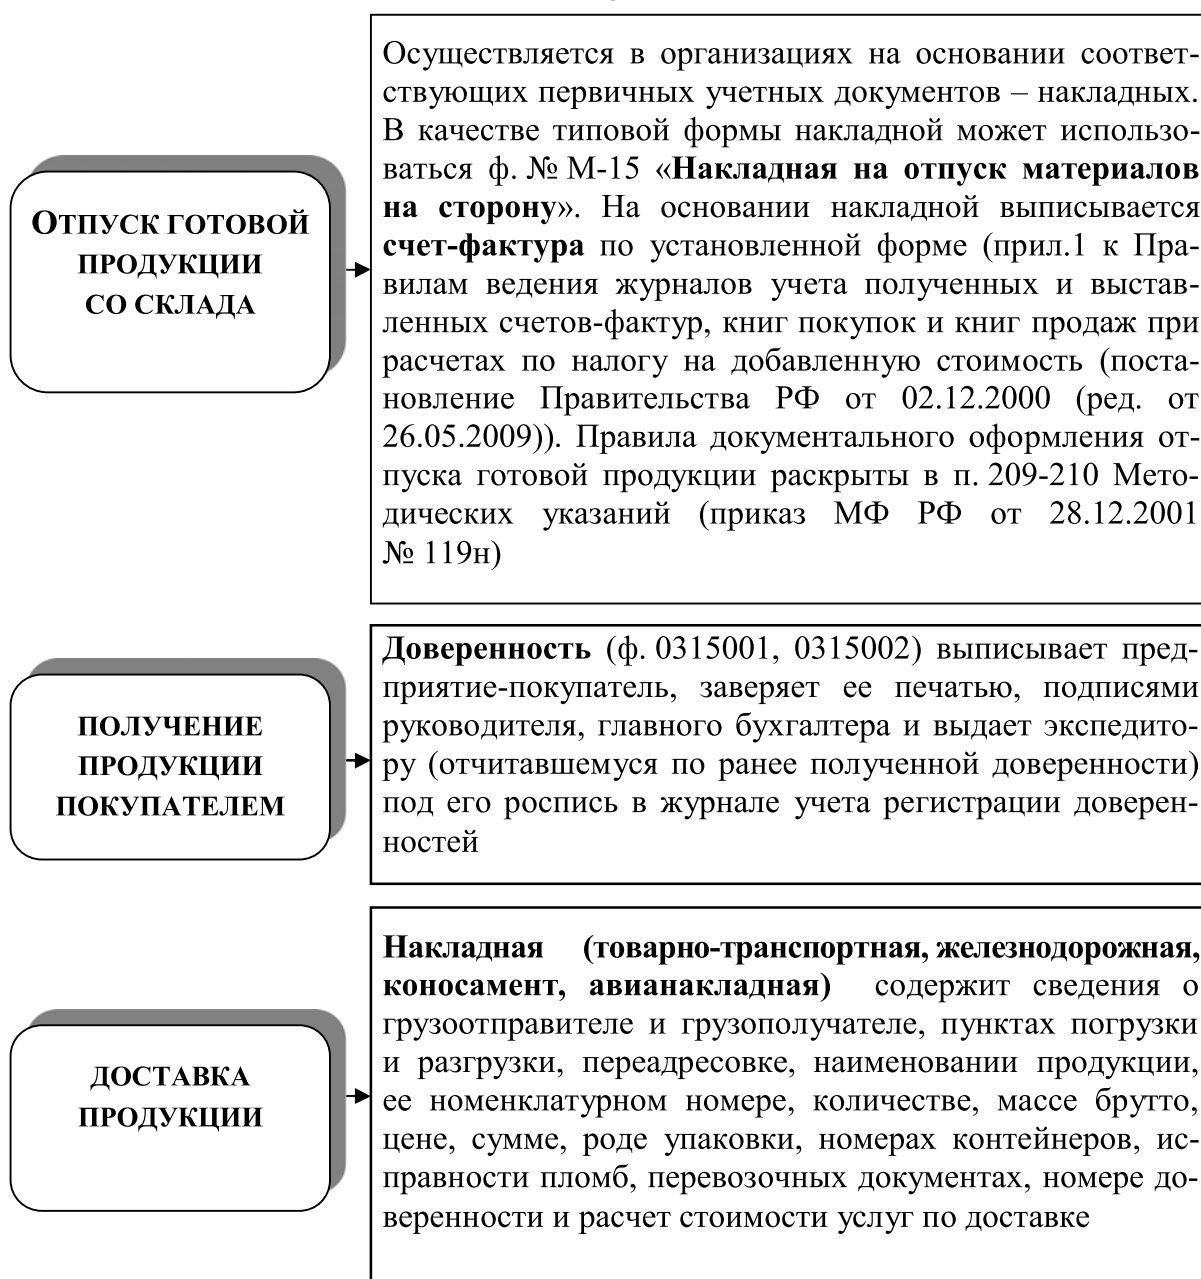 ОТПУСК ГОТОВОЙ
ПРОДУКЦИИ
СО СКЛАДА
Осуществляется в организациях на основании соответ-
ствующих первичных учетных документов – накладных.
В качестве типовой формы накладной может использо-
ваться ф. № М-15 «Накладная на отпуск материалов
на сторону». На основании накладной выписывается
счет-фактура по установленной форме (прил.1 к Пра-
вилам ведения журналов учета полученных и выстав-
ленных счетов-фактур, книг покупок и книг продаж при
расчетах по налогу на добавленную стоимость (поста-
новление Правительства РФ от 02.12.2000 (ред. от
26.05.2009)). Правила документального оформления от-
пуска готовой продукции раскрыты в п. 209-210 Мето-
дических указаний (приказ МФ РФ от 28.12.2001
№ 119н)
ПОЛУЧЕНИЕ
ПРОДУКЦИИ
ПОКУПАТЕЛЕМ
Доверенность (ф. 0315001, 0315002) выписывает пред-
приятие-покупатель, заверяет ее печатью, подписями
руководителя, главного бухгалтера и выдает экспедито-
ру (отчитавшемуся по ранее полученной доверенности)
под его роспись в журнале учета регистрации доверен-
ностей
ДОСТАВКА
ПРОДУКЦИИ
Накладная (товарно-транспортная, железнодорожная,
коносамент, авианакладная) содержит сведения о
грузоотправителе и грузополучателе, пунктах погрузки
и разгрузки, переадресовке, наименовании продукции,
ее номенклатурном номере, количестве, массе брутто,
цене, сумме, роде упаковки, номерах контейнеров, ис-
правности пломб, перевозочных документах, номере до-
веренности и расчет стоимости услуг по доставке